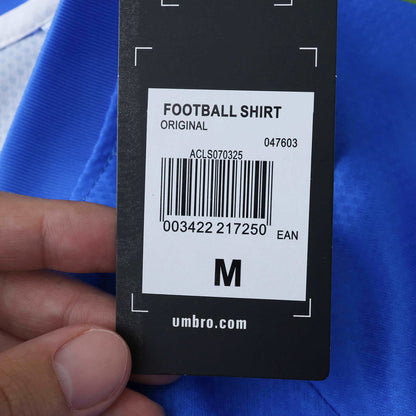 FOOTBALL SHIRT
ORIGINAL
047603
ACLS070325
003422 217250 EAN
M
umbro.com